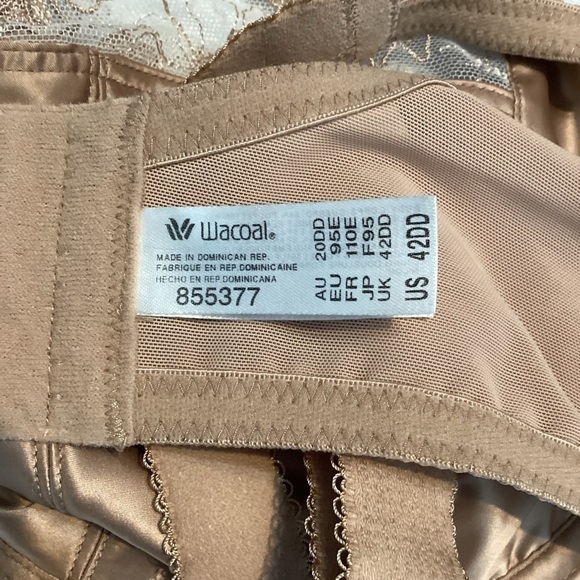 Wacoal®
MADE IN DOMINICAN REP.
FABRIQUE EN REP.DOMINICAINE
HECHO EN REP.DOMINICANA
855377
AU 20DD
EU 95E
FR 110E
JP F95
UK 42DD
US 42DD